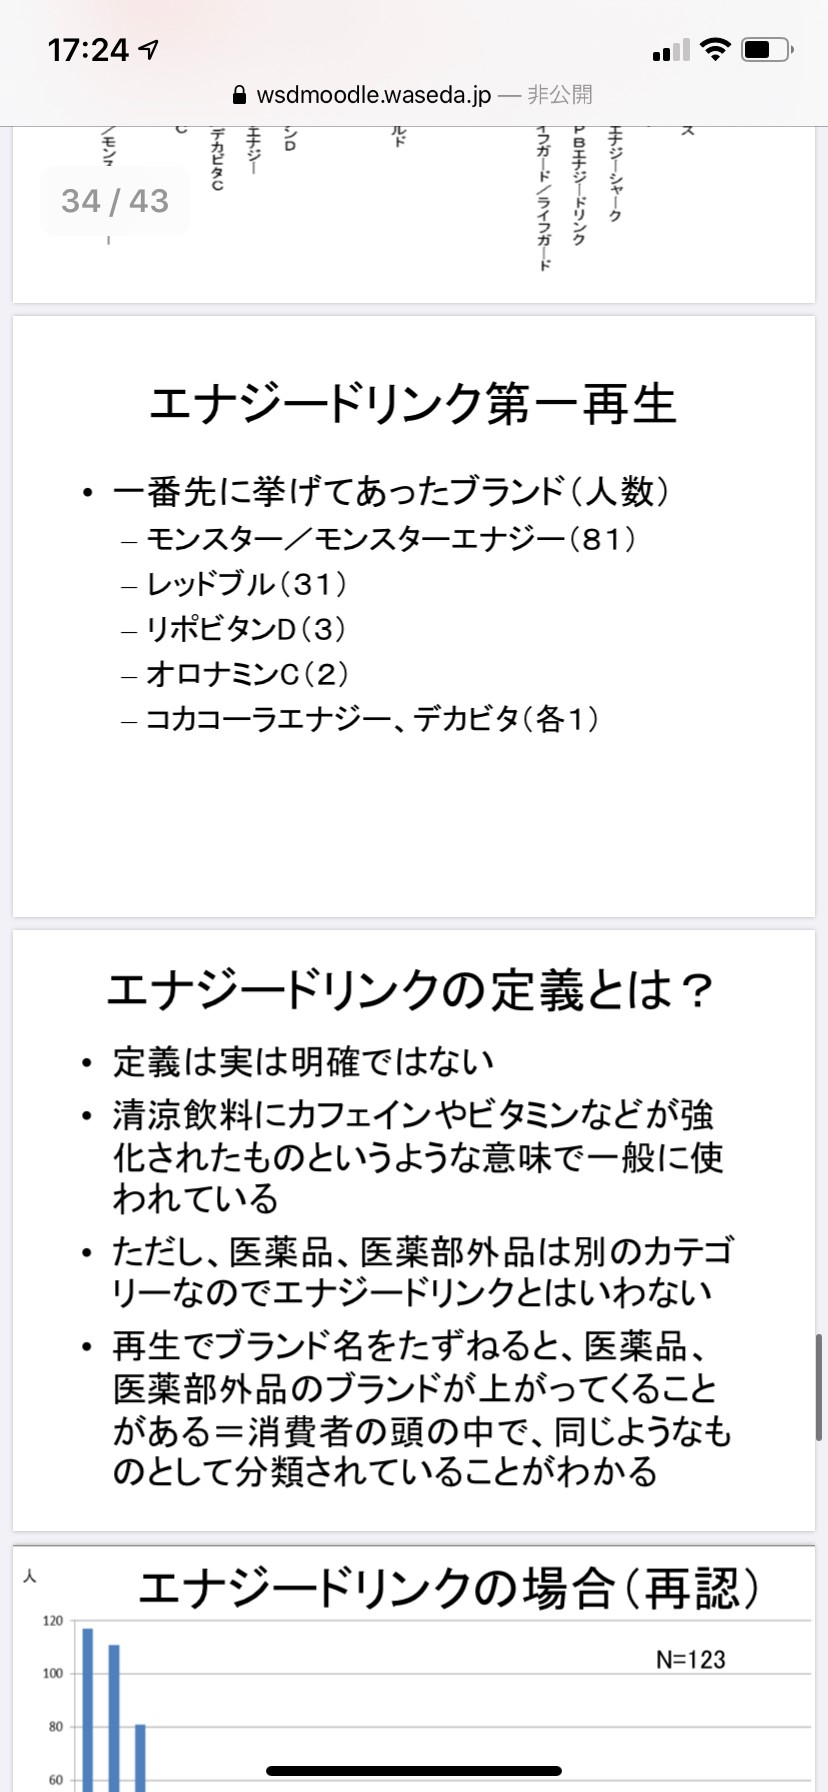 17:24
wsdmoodle.waseda.jp — 非公開
／モンス
C
デカビタC
エナジー
ンD
ルド
イフガード／ライフガード
PBエナジードリンク
エナジーシャーク
ス
34 / 43
エナジードリンク第一再生
• 一番先に挙げてあったブランド（人数）
– モンスター／モンスターエナジー（81）
– レッドブル（31）
– リポビタンD（3）
– オロナミンC（2）
– コカコーラエナジー、デカビタ（各1）
エナジードリンクの定義とは？
• 定義は実は明確ではない
• 清涼飲料にカフェインやビタミンなどが強
化されたものというような意味で一般に使
われている
• ただし、医薬品、医薬部外品は別のカテゴ
リーなのでエナジードリンクとはいわない
• 再生でブランド名をたずねると、医薬品、
医薬部外品のブランドが上がってくること
がある＝消費者の頭の中で、同じようなも
のとして分類されていることがわかる
人
エナジードリンクの場合（再認）
120
N=123
100
80
60